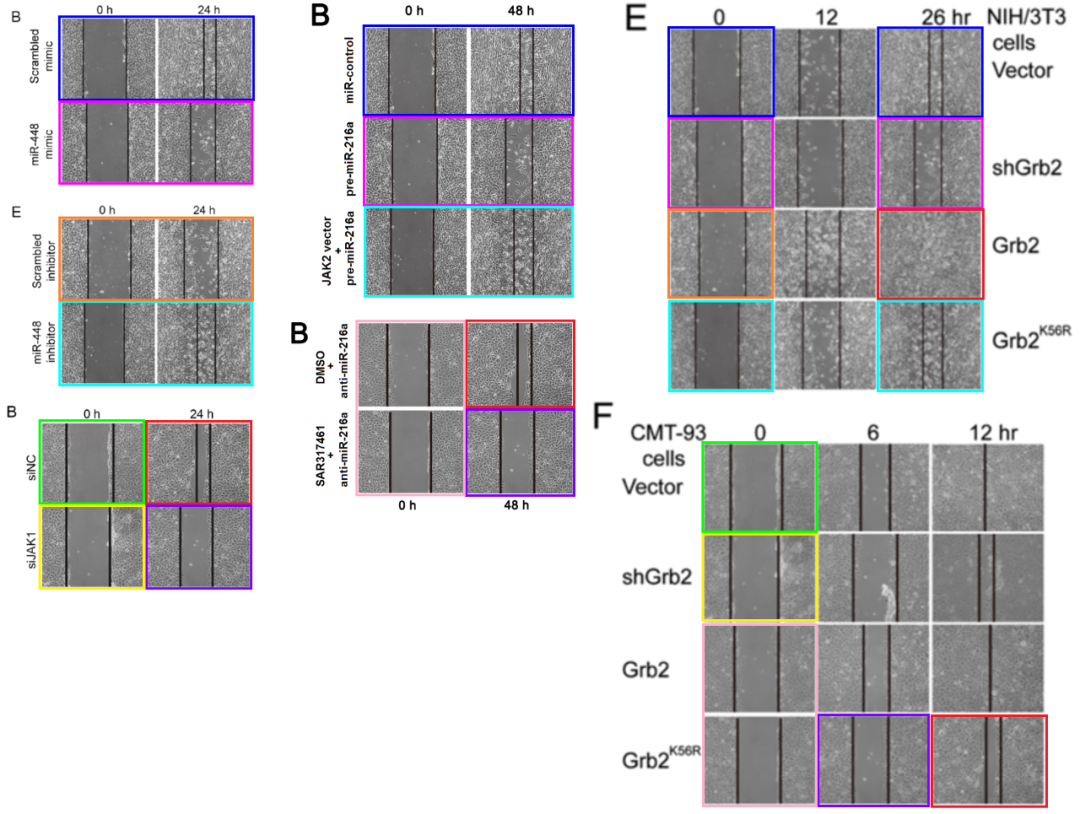 B
0 h 24 h
Scrambled
mimic
miR-448
mimic
E
0 h 24 h
Scrambled
inhibitor
miR-448
inhibitor
B
0 h 24 h
siNC
siJAK1
B
0 h 48 h
miR-control
pre-miR-216a
JAK2 vector
+
pre-miR-216a
B
DMSO
+
anti-miR-216a
SAR317461
+
anti-miR-216a
0 h 48 h
E
0 12 26 hr NIH/3T3
cells
Vector
shGrb2
Grb2
Grb2K56R
F
CMT-93 0 6 12 hr
cells
Vector
shGrb2
Grb2
Grb2K56R